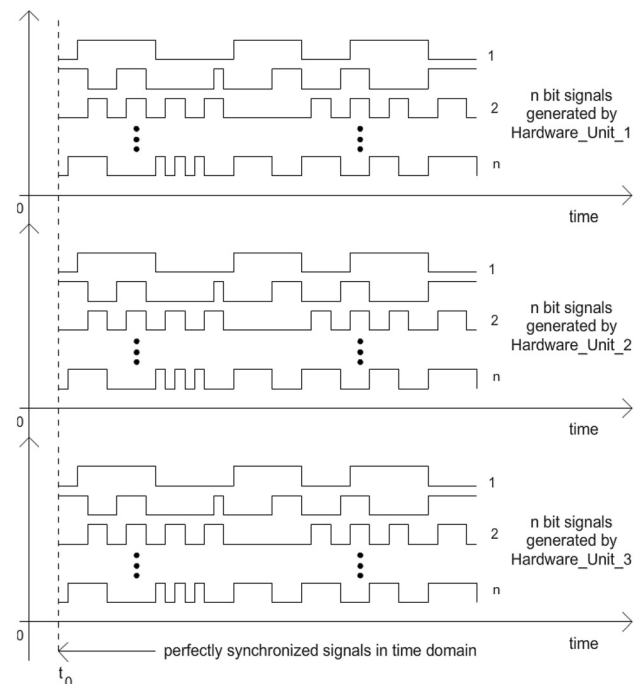 1
2
n
n bit signals
generated by
Hardware_Unit_1
0
time
1
2
n
n bit signals
generated by
Hardware_Unit_2
0
time
1
2
n
n bit signals
generated by
Hardware_Unit_3
0
time
perfectly synchronized signals in time domain
t0